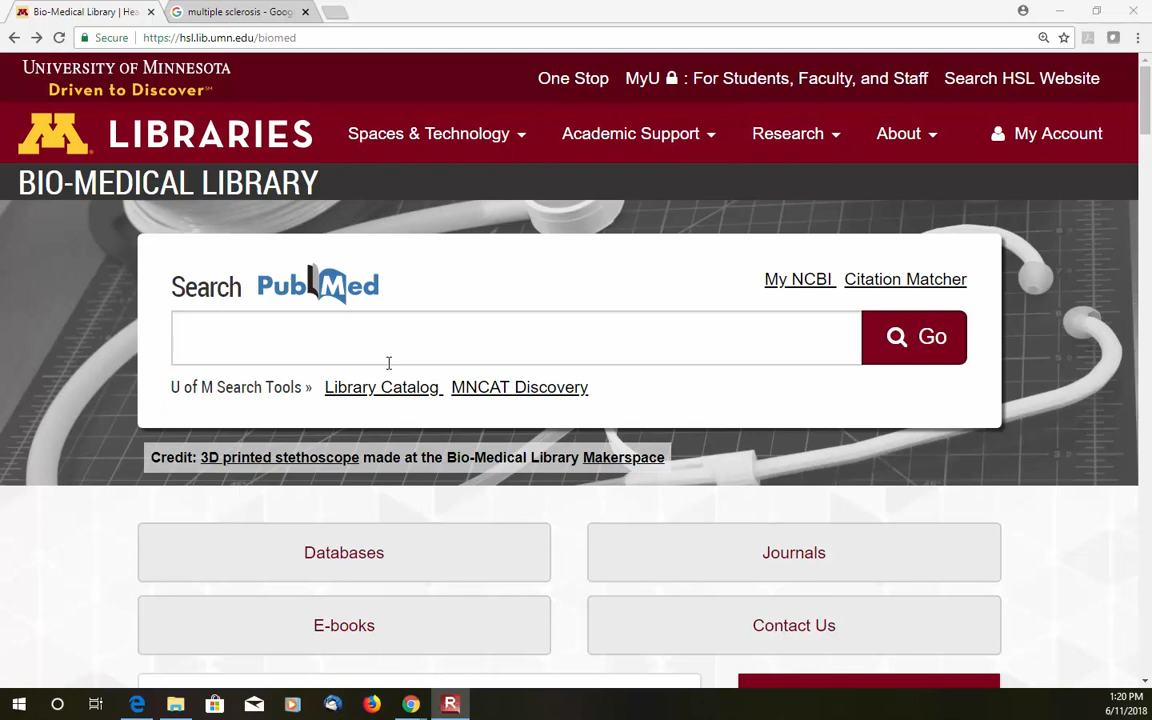 Bio-Medical Library | Hea
multiple sclerosis - Goog
Secure
https://hsl.lib.umn.edu/biomed
UNIVERSITY OF MINNESOTA
Driven to Discover℠
One Stop
MyU : For Students, Faculty, and Staff
Search HSL Website
M LIBRARIES
Spaces & Technology
Academic Support
Research
About
My Account
BIO-MEDICAL LIBRARY
Search PubMed
My NCBI
Citation Matcher
Go
U of M Search Tools »
Library Catalog
MNCAT Discovery
Credit: 3D printed stethoscope made at the Bio-Medical Library Makerspace
Databases
Journals
E-books
Contact Us
1:20 PM
6/11/2018